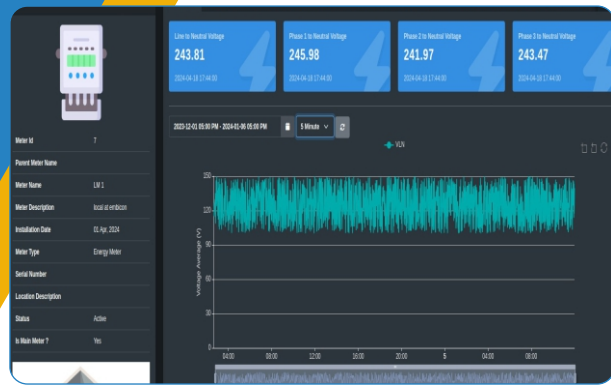 Line to Neutral Voltage
243.81
2024-04-18 17:44:00
Phase 1 to Neutral Voltage
245.98
2024-04-18 17:44:00
Phase 2 to Neutral Voltage
241.97
2024-04-18 17:44:00
Phase 3 to Neutral Voltage
243.47
2024-04-18 17:44:00
2023-12-01 05:00 PM - 2024-01-06 05:00 PM
5 Minute
VLN
Meter Id 7
Parent Meter Name
Meter Name LM 1
Meter Description local at embicon
Installation Date 01 Apr, 2024
Meter Type Energy Meter
Serial Number
Location Description
Status Active
Is Main Meter ? Yes
Voltage Average (V)
150
120
90
60
30
0
04:00 08:00 12:00 16:00 20:00 5 04:00 08:00